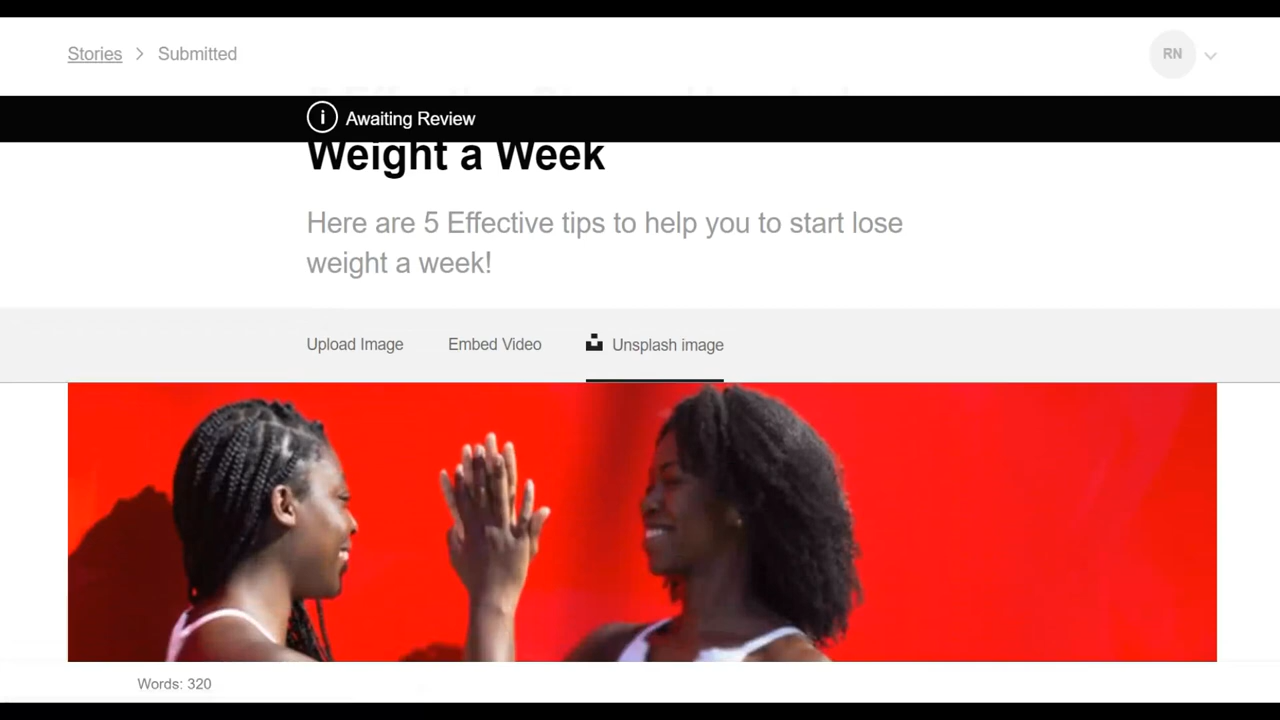 Stories > Submitted
RN
Awaiting Review
Weight a Week
Here are 5 Effective tips to help you to start lose
weight a week!
Upload Image
Embed Video
Unsplash image
Words: 320